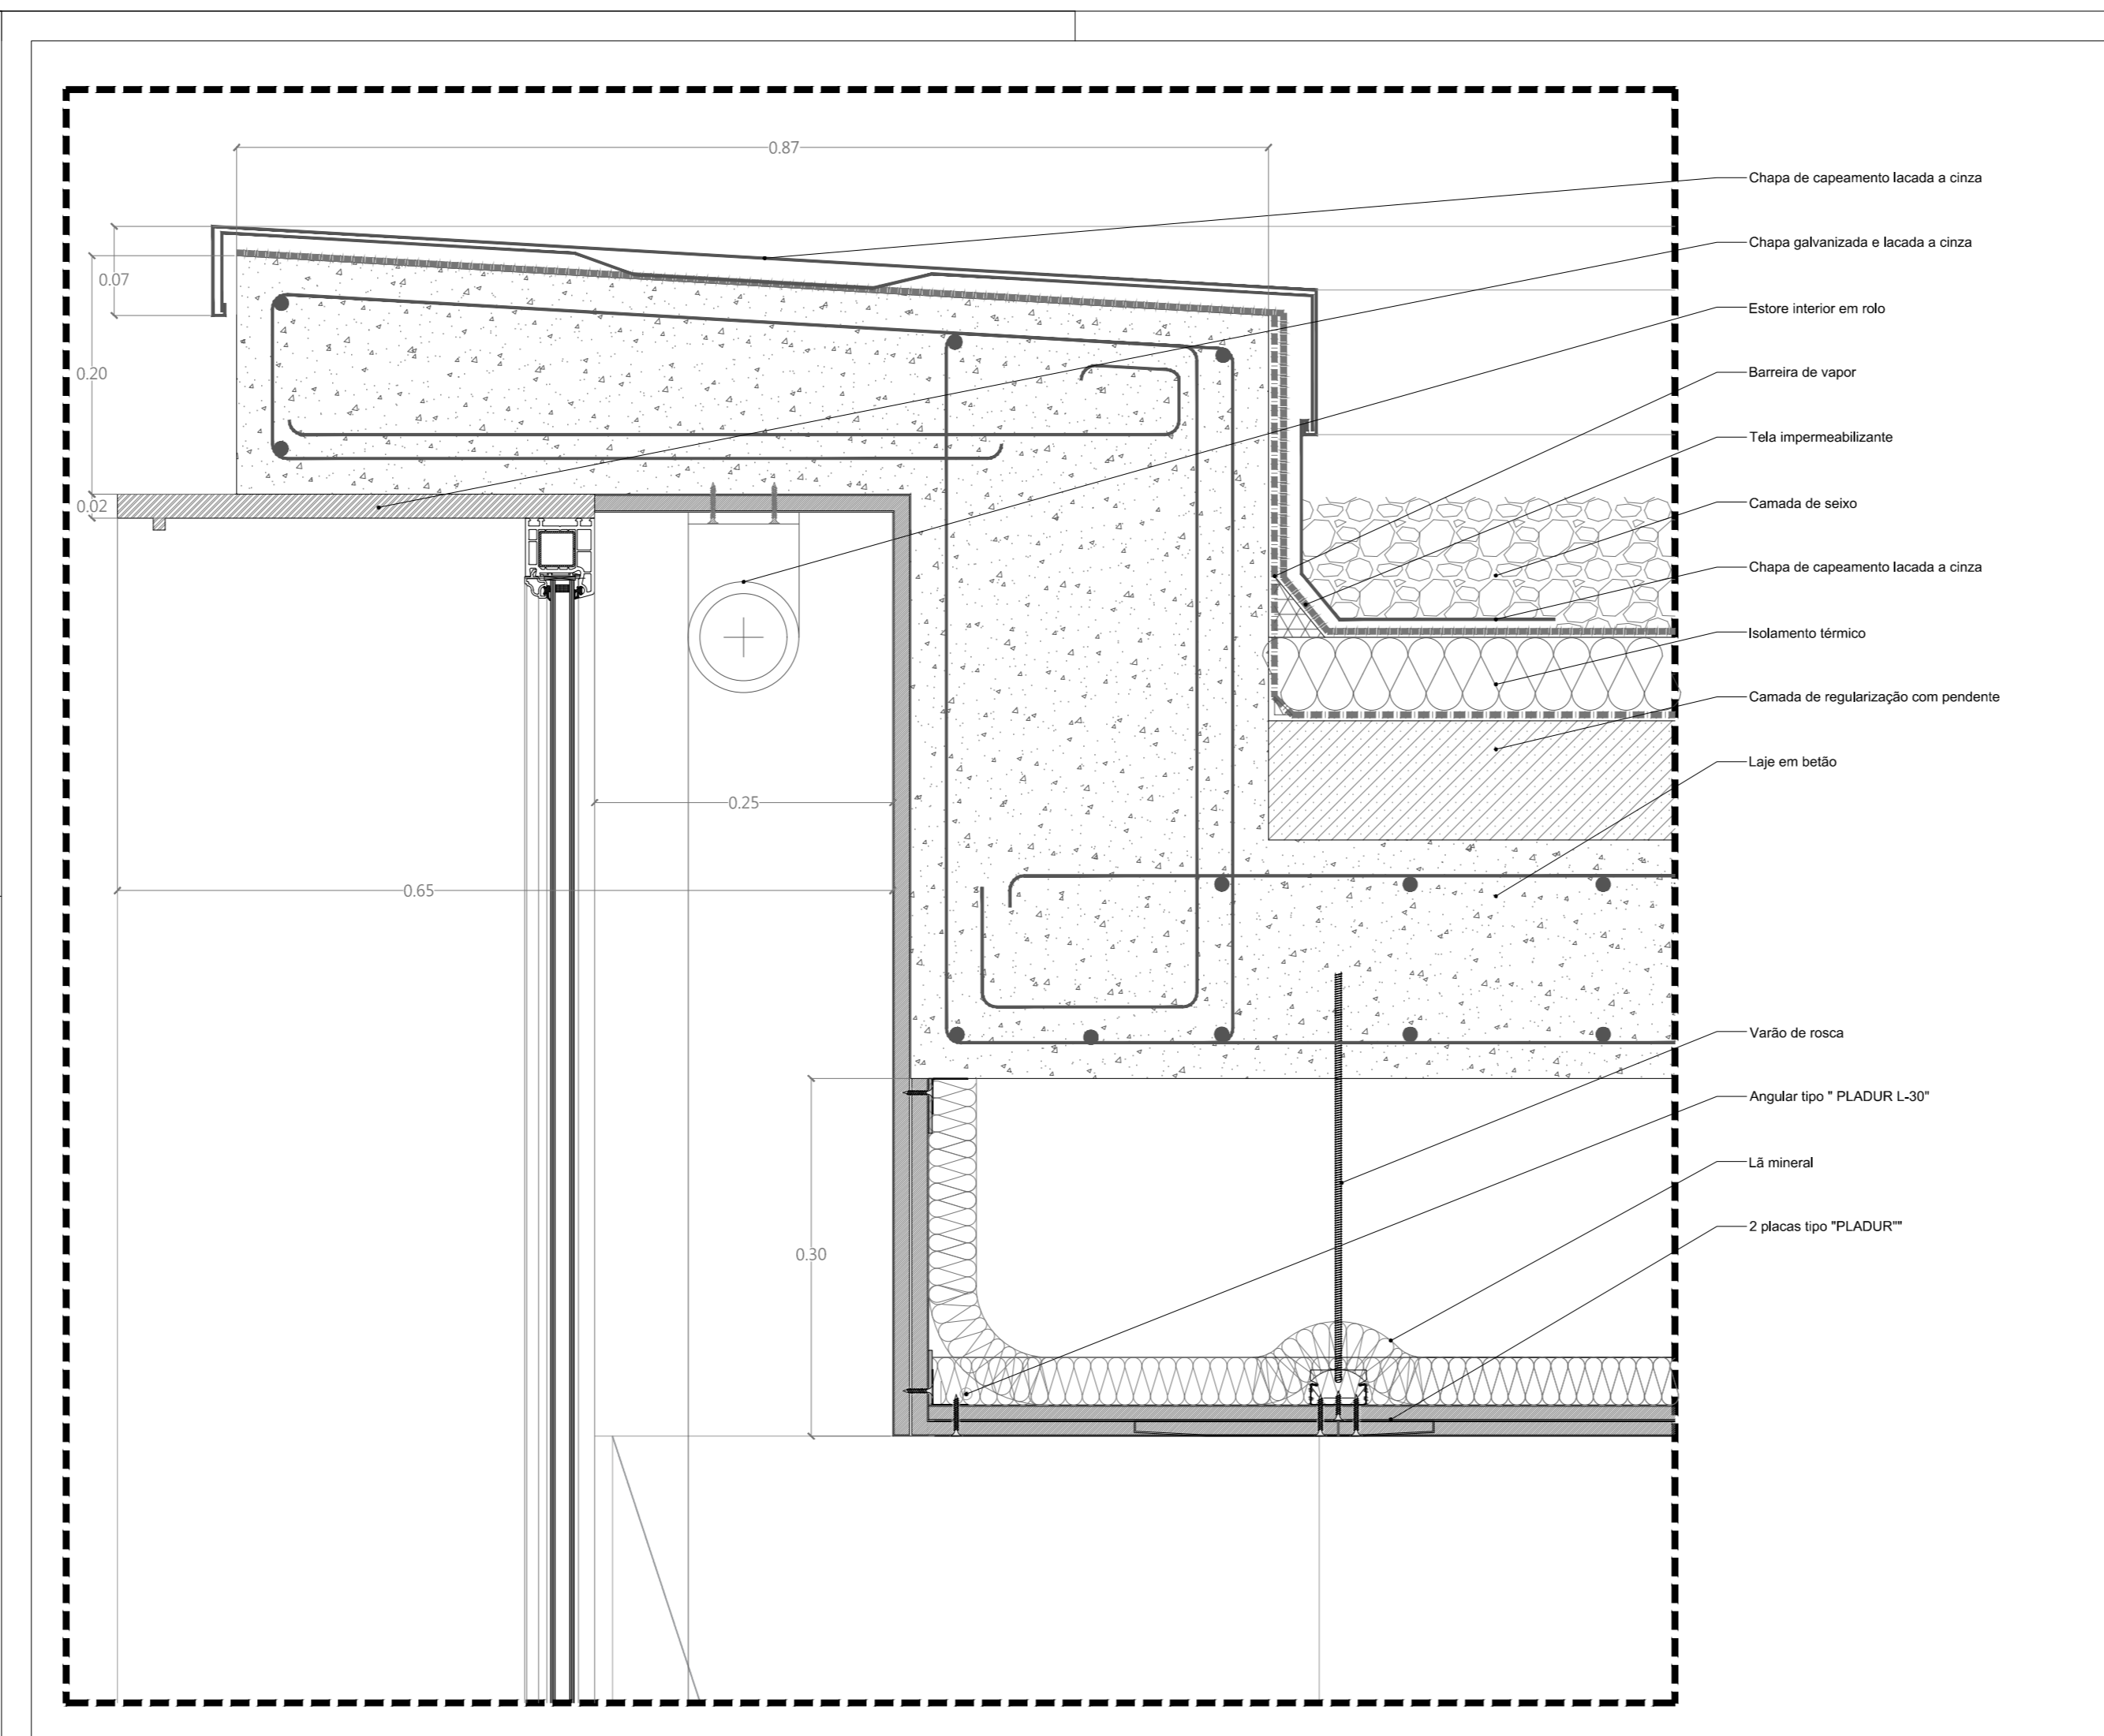 0.87
Chapa de capeamento lacada a cinza
Chapa galvanizada e lacada a cinza
0.07
Estore interior em rolo
0.20
Barreira de vapor
Tela impermeabilizante
0.02
Camada de seixo
Chapa de capeamento lacada a cinza
Isolamento térmico
Camada de regularização com pendente
Laje em betão
0.25
0.65
Varão de rosca
Angular tipo " PLADUR L-30"
Lã mineral
2 placas tipo "PLADUR""
0.30